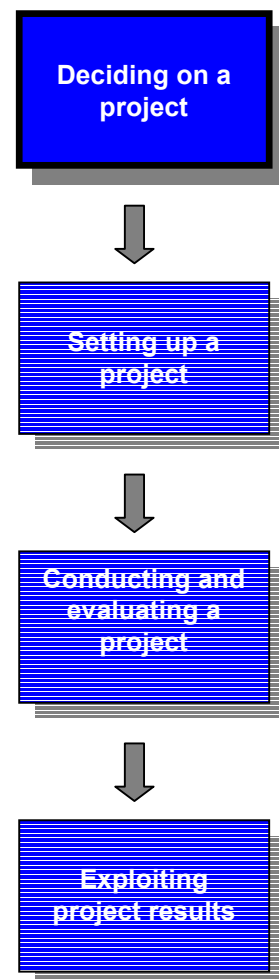 Deciding on a
project
Setting up a
project
Conducting and
evaluating a
project
Exploiting
project results